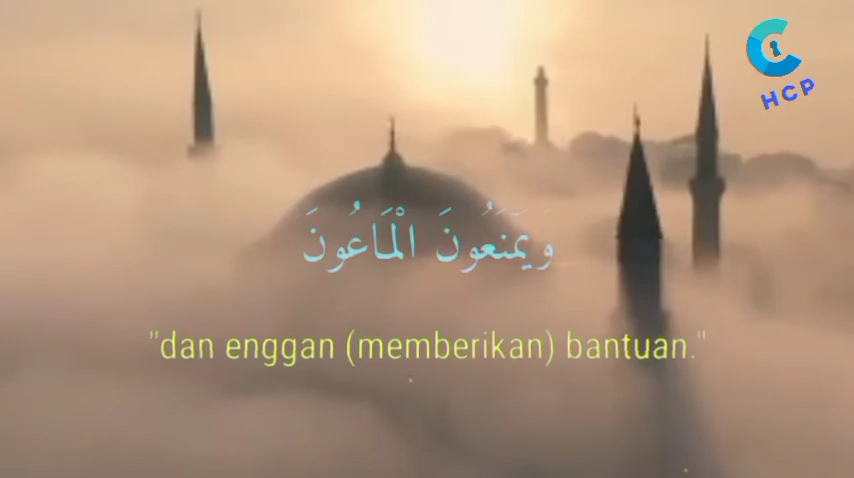 HCP
وَيَمْنَعُونَ الْمَاعُونَ
"dan enggan (memberikan) bantuan."